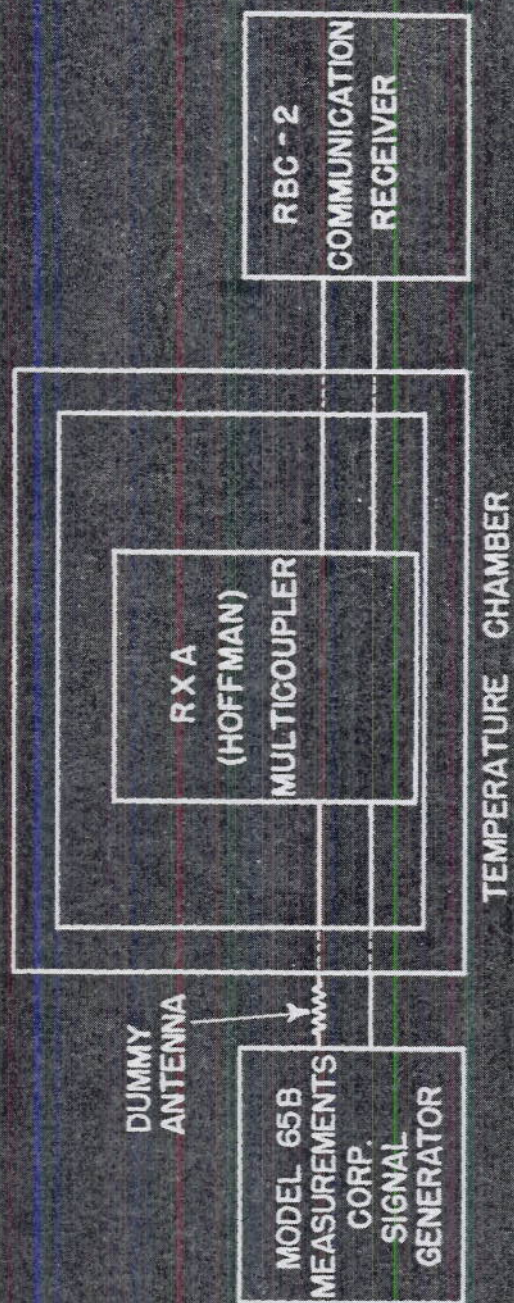 MODEL 65B
MEASUREMENTS
CORP.
SIGNAL
GENERATOR
DUMMY
ANTENNA
RXA
(HOFFMAN)
MULTICOUPLER
TEMPERATURE CHAMBER
RBC-2
COMMUNICATION
RECEIVER